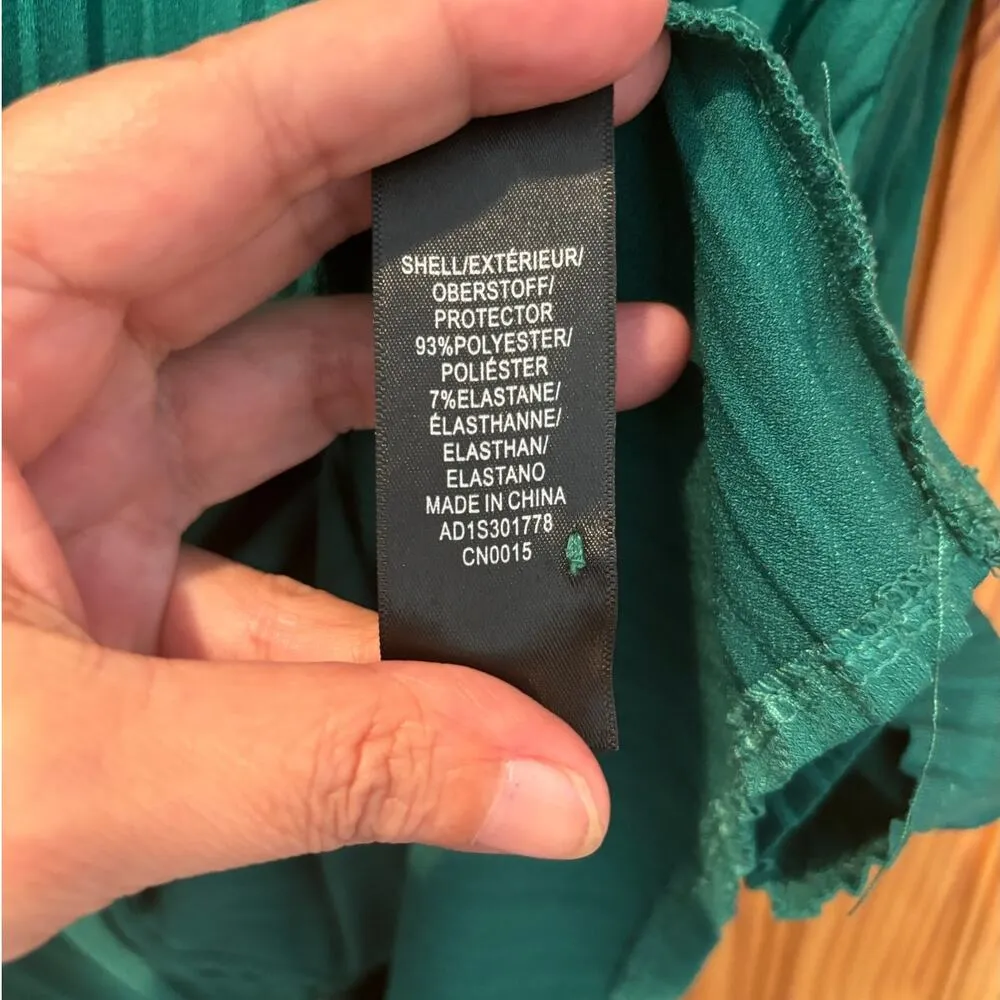 SHELL/EXTÉRIEUR/
OBERSTOFF/
PROTECTOR
93%POLYESTER/
POLIÉSTER
7%ELASTANE/
ÉLASTHANNE/
ELASTHAN/
ELASTANO
MADE IN CHINA
AD1S301778
CN0015